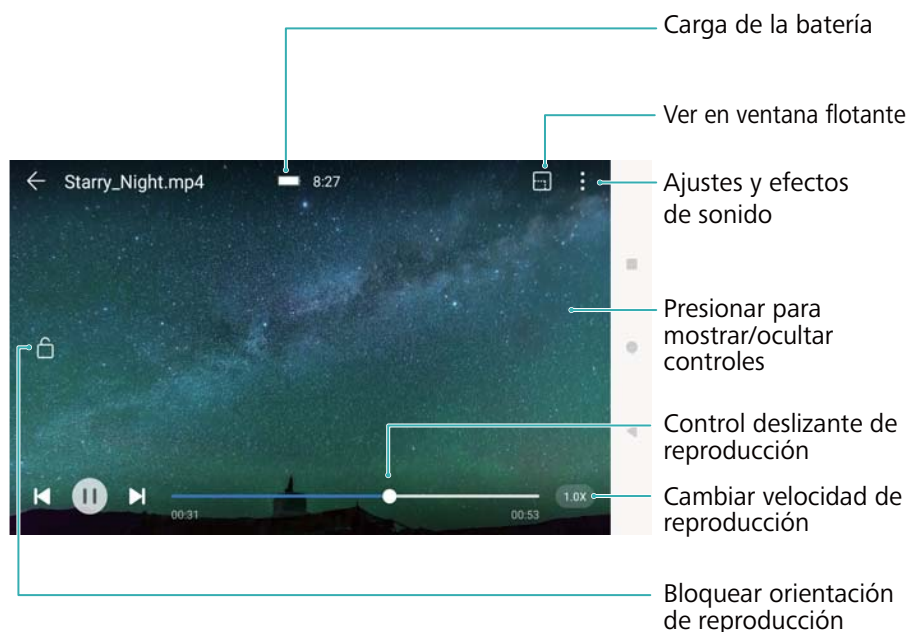 Carga de la batería
Ver en ventana flotante
Starry_Night.mp4
8:27
Ajustes y efectos
de sonido
Presionar para
mostrar/ocultar
controles
Control deslizante de
reproducción
00:31
00:53
1.0X
Cambiar velocidad de
reproducción
Bloquear orientación
de reproducción